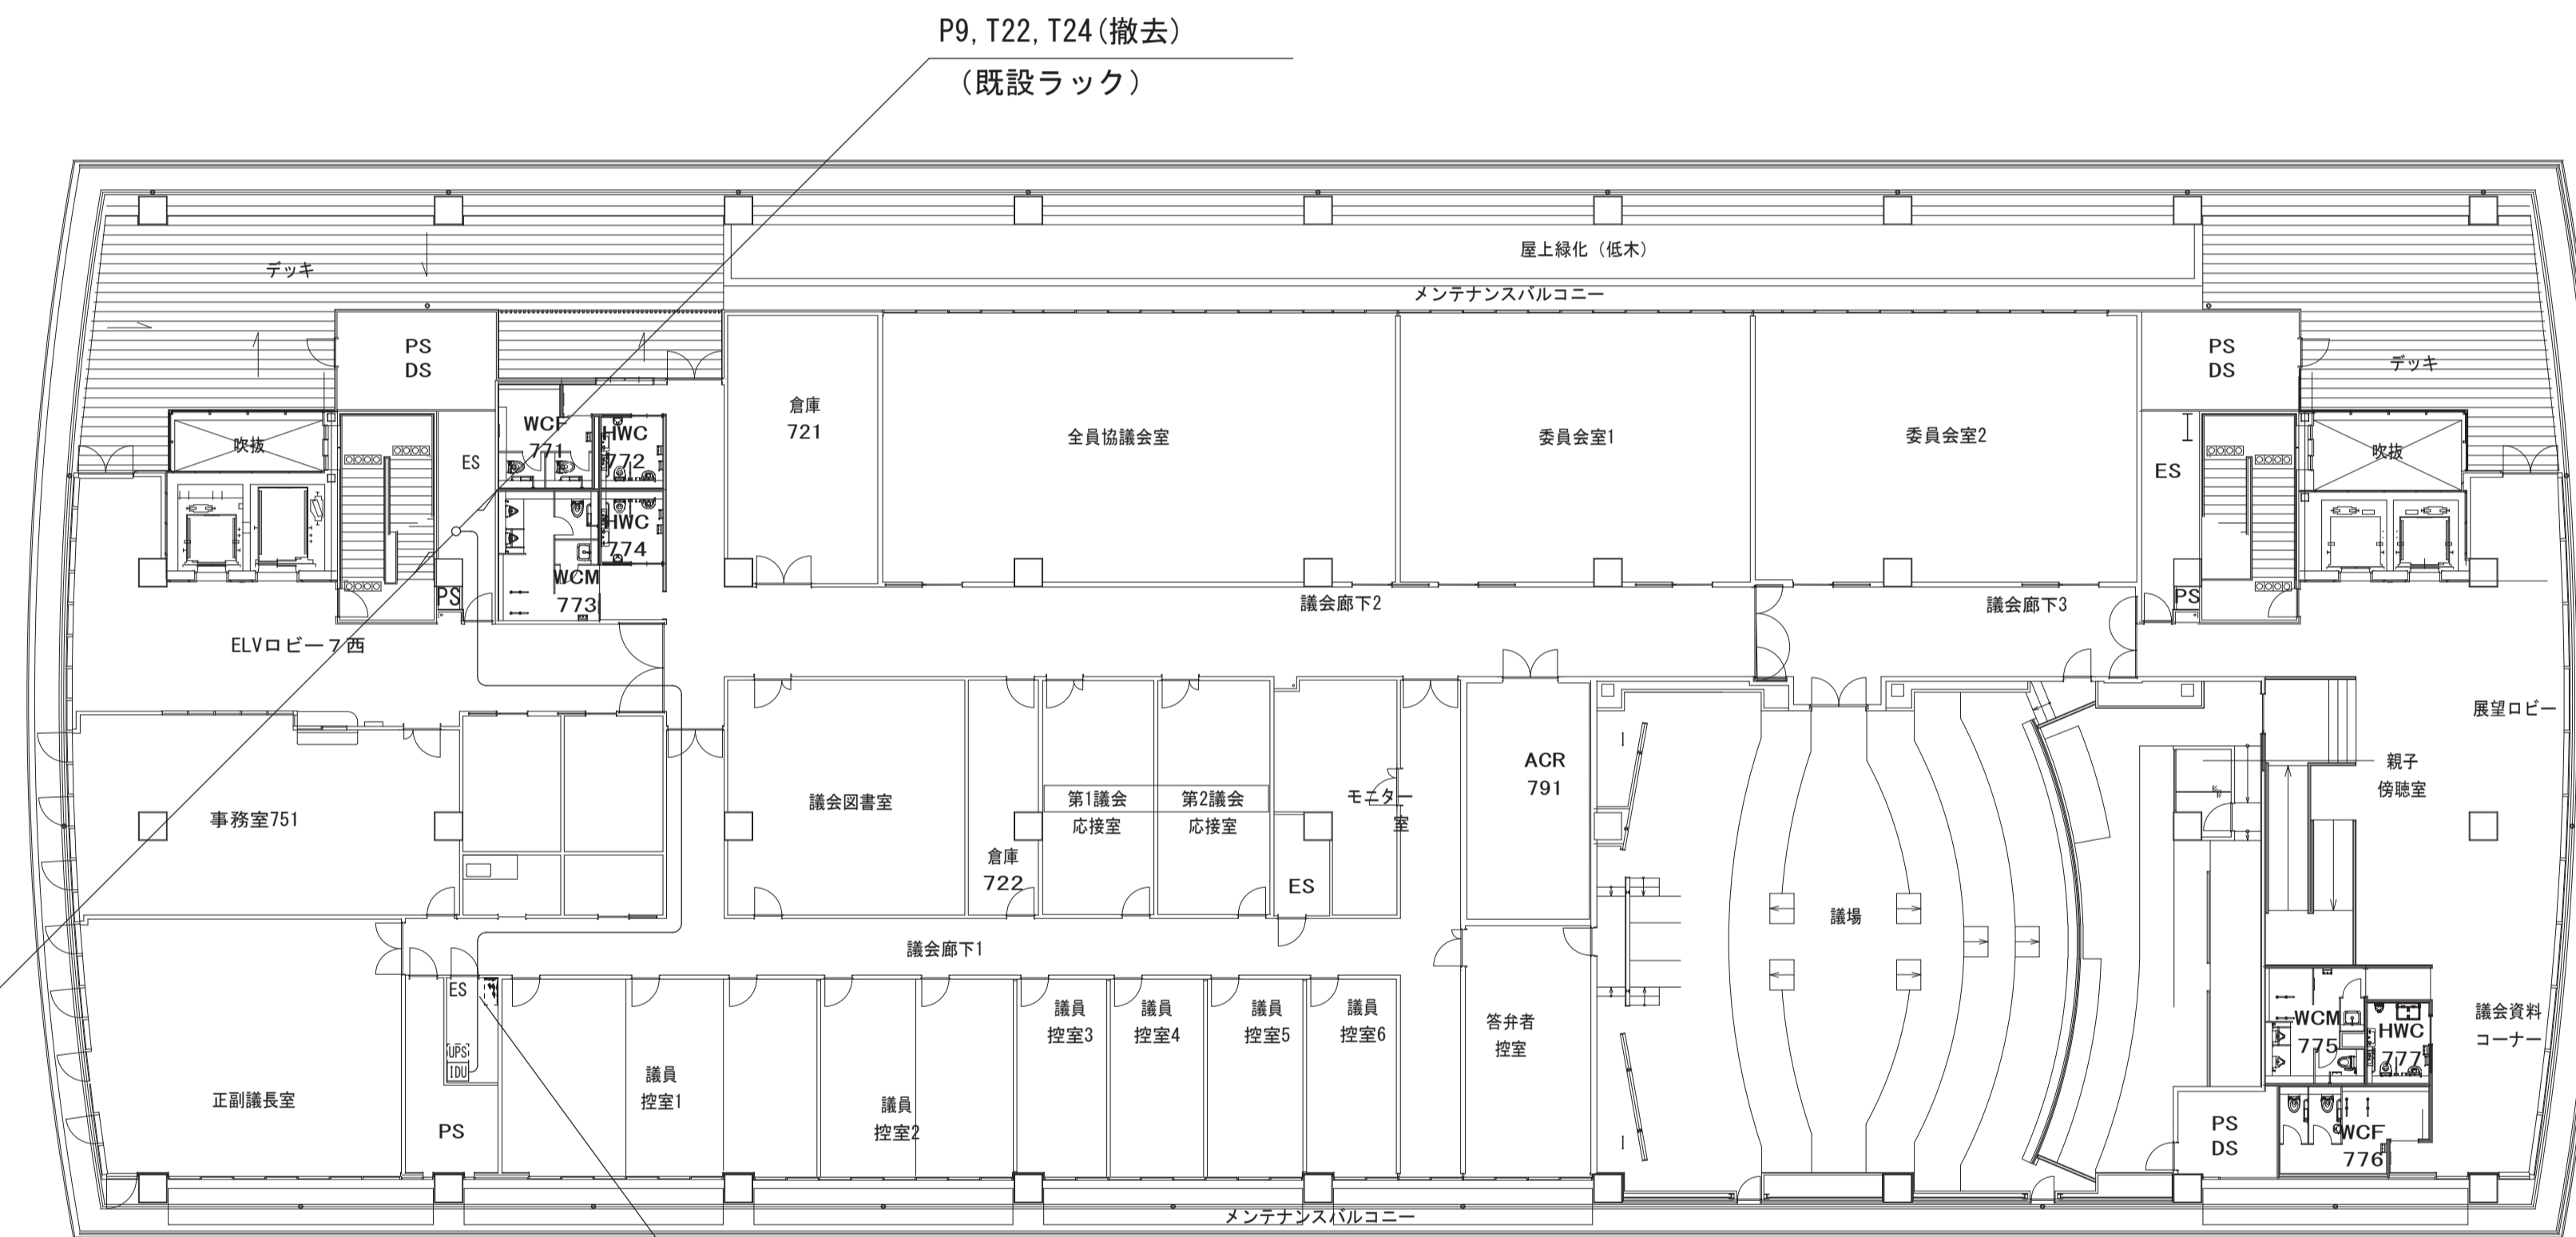 P9, T22, T24(撤去)
(既設ラック)
屋上緑化（低木）
デッキ
メンテナンスバルコニー
PS
DS
PS
DS
デッキ
倉庫
721
WCF
771
HWC
772
吹抜
ES
全員協議会室
委員会室1
委員会室2
ES
吹抜
HWC
774
WCM
773
PS
PS
議会廊下2
議会廊下3
ELVロビー７西
展望ロビー
親子
傍聴室
ACR
791
議会図書室
第1議会
応接室
第2議会
応接室
モニター
室
事務室751
倉庫
722
ES
議場
議会廊下1
ES
UPS
IDU
議員
控室3
議員
控室4
議員
控室5
議員
控室6
答弁者
控室
WCM
775
HWC
777
議会資料
コーナー
正副議長室
議員
控室1
議員
控室2
PS
PS
DS
WCF
776
メンテナンスバルコニー